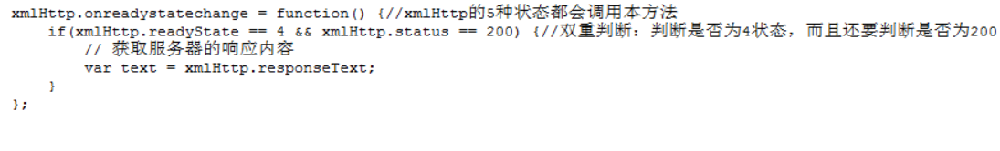 xmlHttp.onreadystatechange = function() {//xmlHttp的5种状态都会调用本方法
    if(xmlHttp.readyState == 4 && xmlHttp.status == 200) {//双重判断：判断是否为4状态，而且还要判断是否为200
        // 获取服务器的响应内容
        var text = xmlHttp.responseText;
    }
};